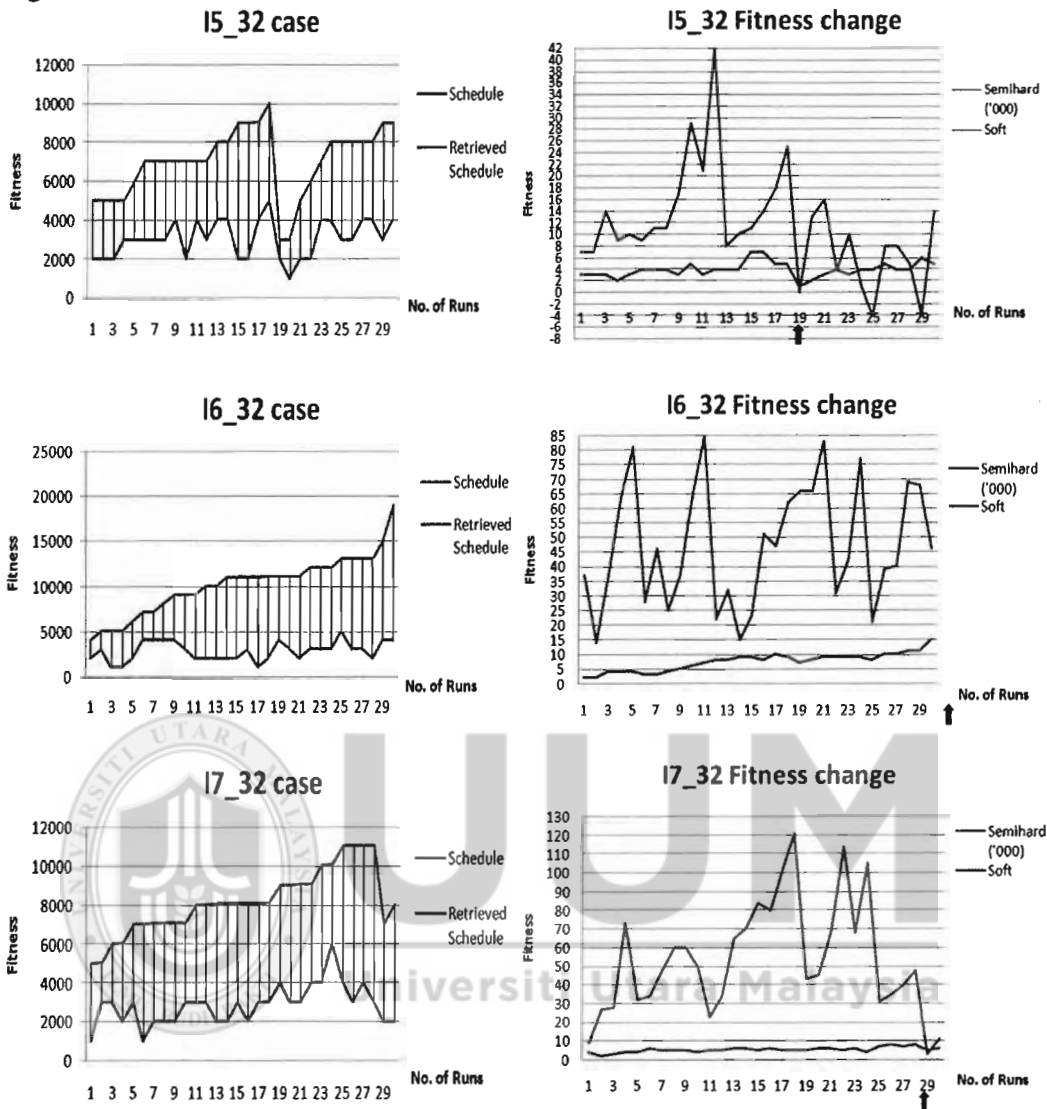 I5_32 case
12000
10000
8000
6000
4000
2000
0
Fitness
1 3 5 7 9 11 13 15 17 19 21 23 25 27 29
No. of Runs
Schedule
Retrieved
Schedule
I5_32 Fitness change
42
38
36
34
32
30
28
26
24
22
20
18
16
14
12
10
8
6
4
2
0
-2
-4
-6
-8
Fitness
1 3 5 7 9 11 13 15 17 19 21 23 25 27 29
No. of Runs
Semihard
('000)
Soft
I6_32 case
25000
20000
15000
10000
5000
0
Fitness
1 3 5 7 9 11 13 15 17 19 21 23 25 27 29
No. of Runs
Schedule
Retrieved
Schedule
I6_32 Fitness change
85
80
75
70
65
60
55
50
45
40
35
30
25
20
15
10
5
0
Fitness
1 3 5 7 9 11 13 15 17 19 21 23 25 27 29
No. of Runs
Semihard
('000)
Soft
I7_32 case
12000
10000
8000
6000
4000
2000
0
Fitness
1 3 5 7 9 11 13 15 17 19 21 23 25 27 29
No. of Runs
Schedule
Retrieved
Schedule
I7_32 Fitness change
130
120
110
100
90
80
70
60
50
40
30
20
10
0
Fitness
1 3 5 7 9 11 13 15 17 19 21 23 25 27 29
No. of Runs
Semihard
('000)
Soft
UNIVERSITI UTARA MALAYSIA
UUM
Universiti Utara Malaysia